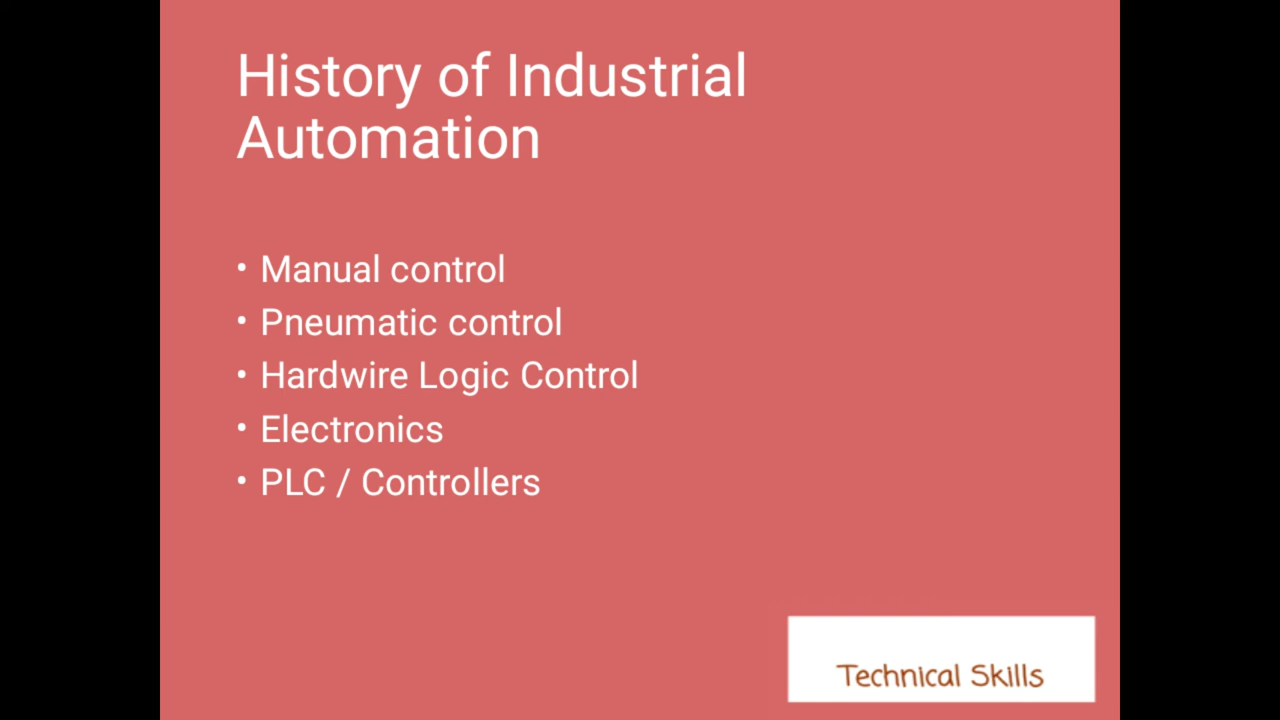 History of Industrial
Automation
• Manual control
• Pneumatic control
• Hardwire Logic Control
• Electronics
• PLC / Controllers
Technical Skills